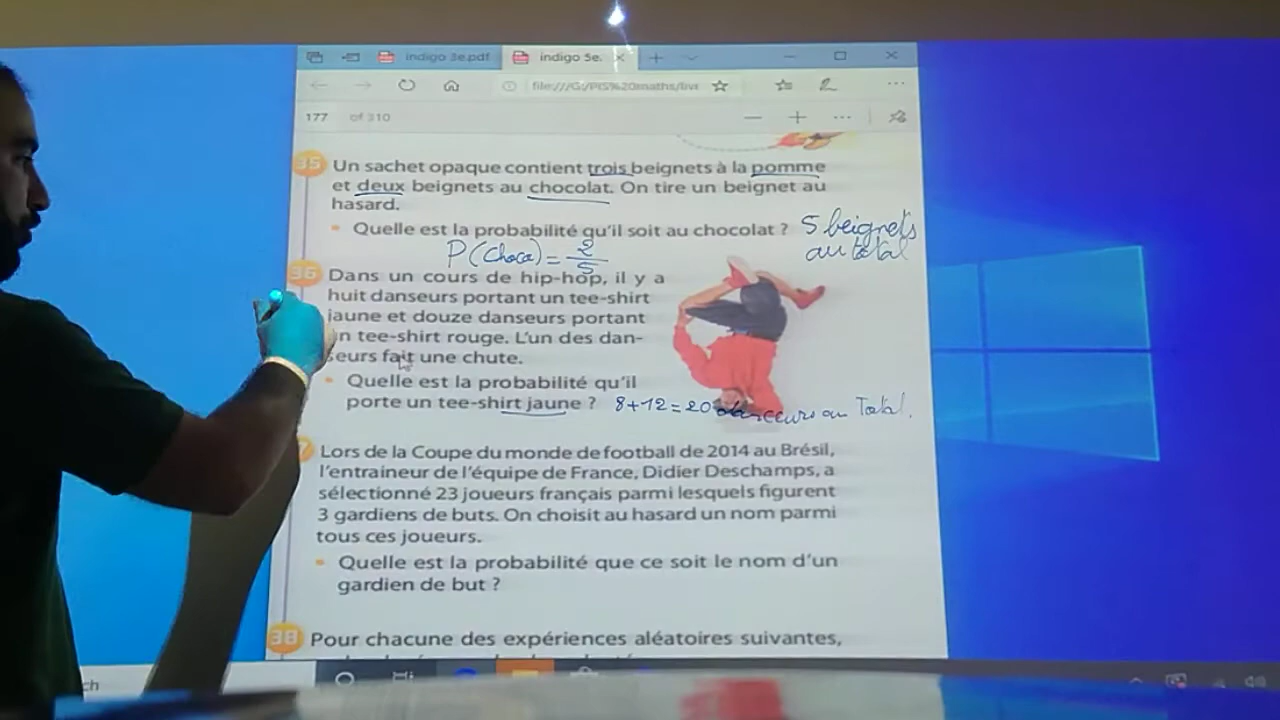 indigo 3e.pdf
indigo 5e.
file:///G:/PIS%20maths/livr
177 of 310
35 Un sachet opaque contient trois beignets à la pomme
et deux beignets au chocolat. On tire un beignet au
hasard.
Quelle est la probabilité qu'il soit au chocolat ?
5 beignets
au total
P(choco) = 2/5
36 Dans un cours de hip-hop, il y a
huit danseurs portant un tee-shirt
jaune et douze danseurs portant
un tee-shirt rouge. L'un des dan-
seurs fait une chute.
Quelle est la probabilité qu'il
porte un tee-shirt jaune ?
8+12=20 danseurs au Total.
7 Lors de la Coupe du monde de football de 2014 au Brésil,
l'entraineur de l'équipe de France, Didier Deschamps, a
sélectionné 23 joueurs français parmi lesquels figurent
3 gardiens de buts. On choisit au hasard un nom parmi
tous ces joueurs.
Quelle est la probabilité que ce soit le nom d'un
gardien de but ?
38 Pour chacune des expériences aléatoires suivantes,
ch